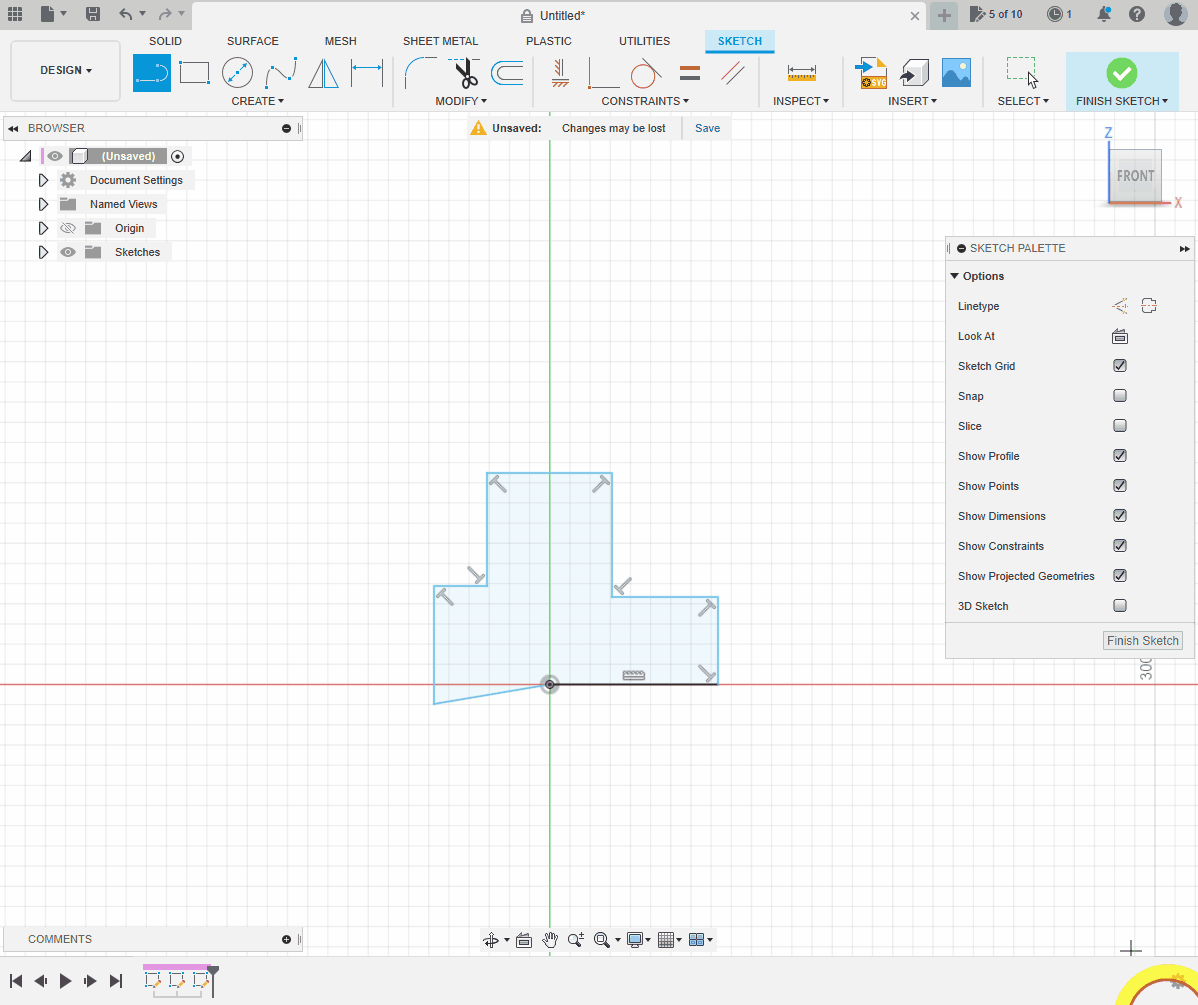 Untitled*
5 of 10
1
DESIGN
SOLID SURFACE MESH SHEET METAL PLASTIC UTILITIES SKETCH
SVG
CREATE MODIFY CONSTRAINTS INSPECT INSERT SELECT FINISH SKETCH
BROWSER
Unsaved: Changes may be lost Save
(Unsaved)
Document Settings
Named Views
Origin
Sketches
Z
FRONT
X
SKETCH PALETTE
Options
Linetype
Look At
Sketch Grid
Snap
Slice
Show Profile
Show Points
Show Dimensions
Show Constraints
Show Projected Geometries
3D Sketch
Finish Sketch
300
COMMENTS